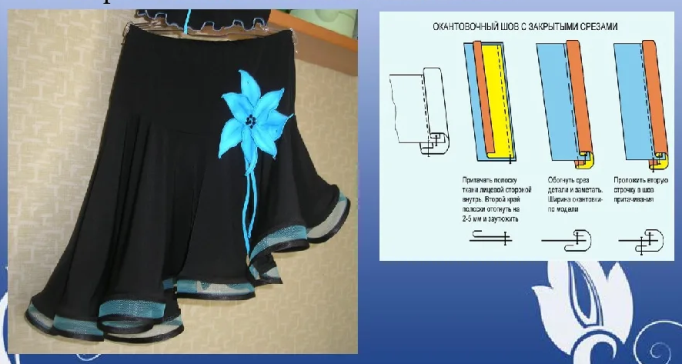 ОКАНТОВОЧНЫЙ ШОВ С ЗАКРЫТЫМИ СРЕЗАМИ
Притачать полоску
ткани лицевой стороной
внутрь. Второй край
полоски отогнуть на
2-5 мм и заутюжить
Обогнуть срез
детали и заметать.
Ширина окантовки-
по модели
Проложить вторую
строчку в шов
притачивания